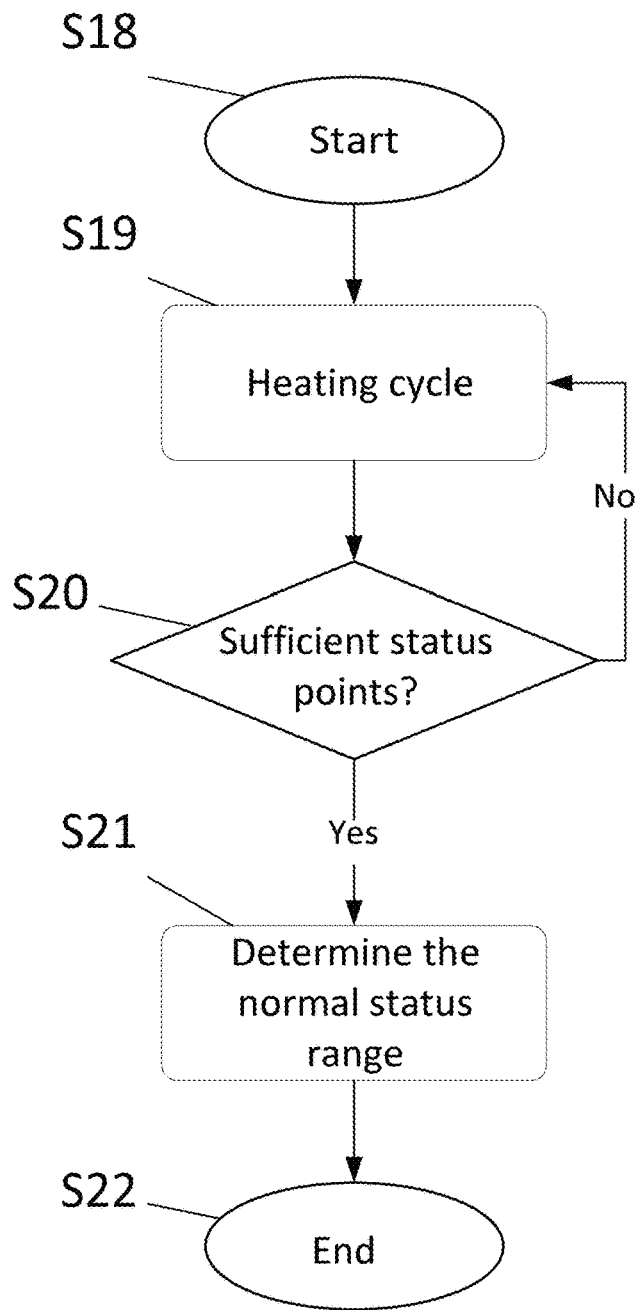 S18
Start
S19
Heating cycle
No
S20
Sufficient status
points?
Yes
S21
Determine the
normal status
range
S22
End